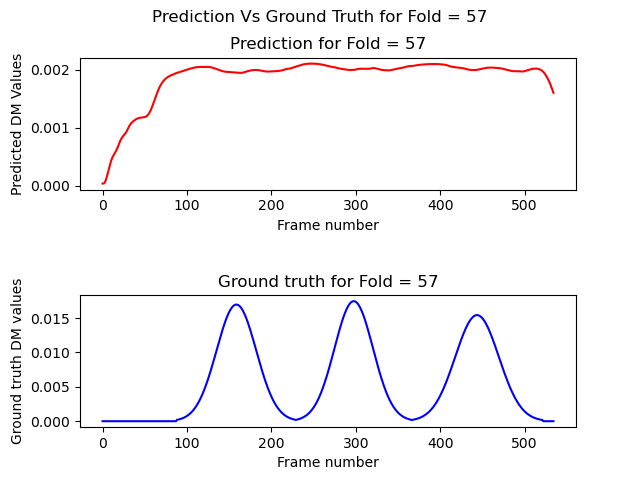 Prediction Vs Ground Truth for Fold = 57
Prediction for Fold = 57
Predicted DM Values
0.002
0.001
0.000
0 100 200 300 400 500
Frame number
Ground truth for Fold = 57
Ground truth DM values
0.015
0.010
0.005
0.000
0 100 200 300 400 500
Frame number